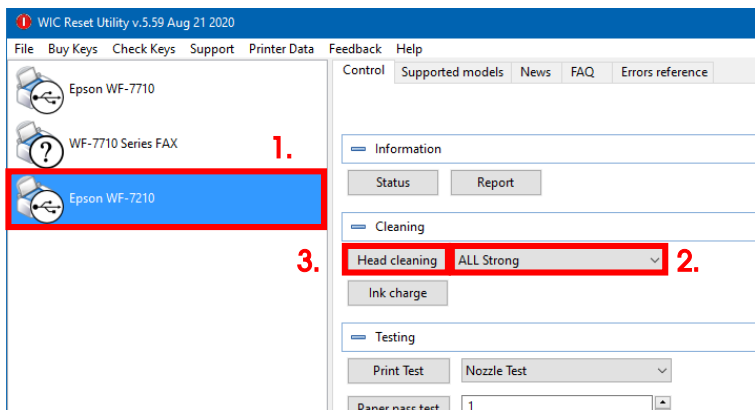 WIC Reset Utility v.5.59 Aug 21 2020
File Buy Keys Check Keys Support Printer Data Feedback Help
Control Supported models News FAQ Errors reference
Epson WF-7710
WF-7710 Series FAX
?
1.
Epson WF-7210
Information
Status Report
Cleaning
3. Head cleaning ALL Strong 2.
Ink charge
Testing
Print Test Nozzle Test
Paper pass test 1